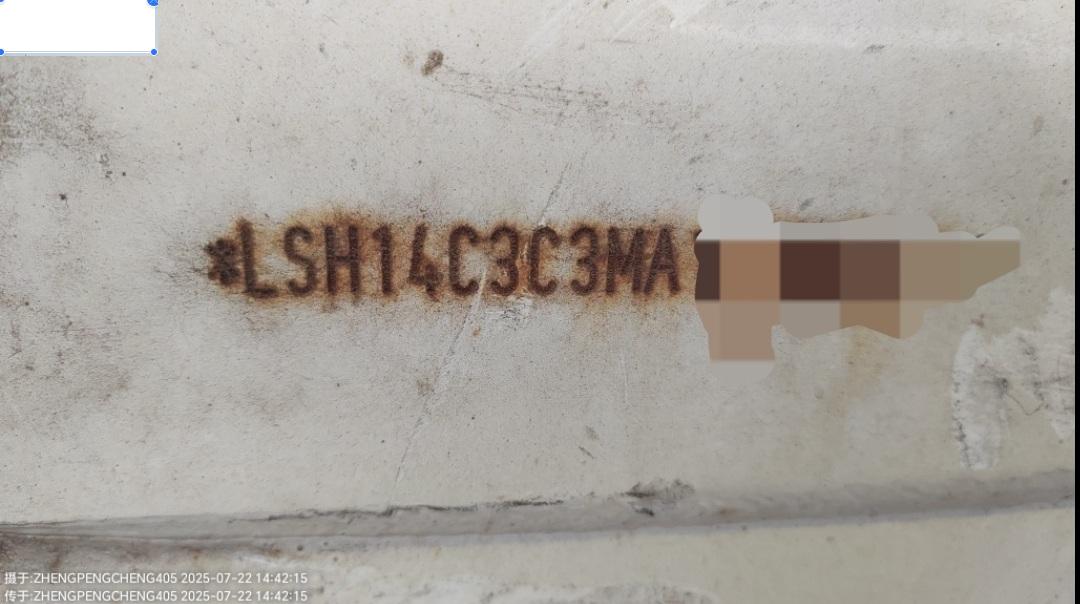 *LSH14C3C3MA
摄于:ZHENGPENGCHENG405 2025-07-22 14:42:15
传于:ZHENGPENGCHENG405 2025-07-22 14:42:15